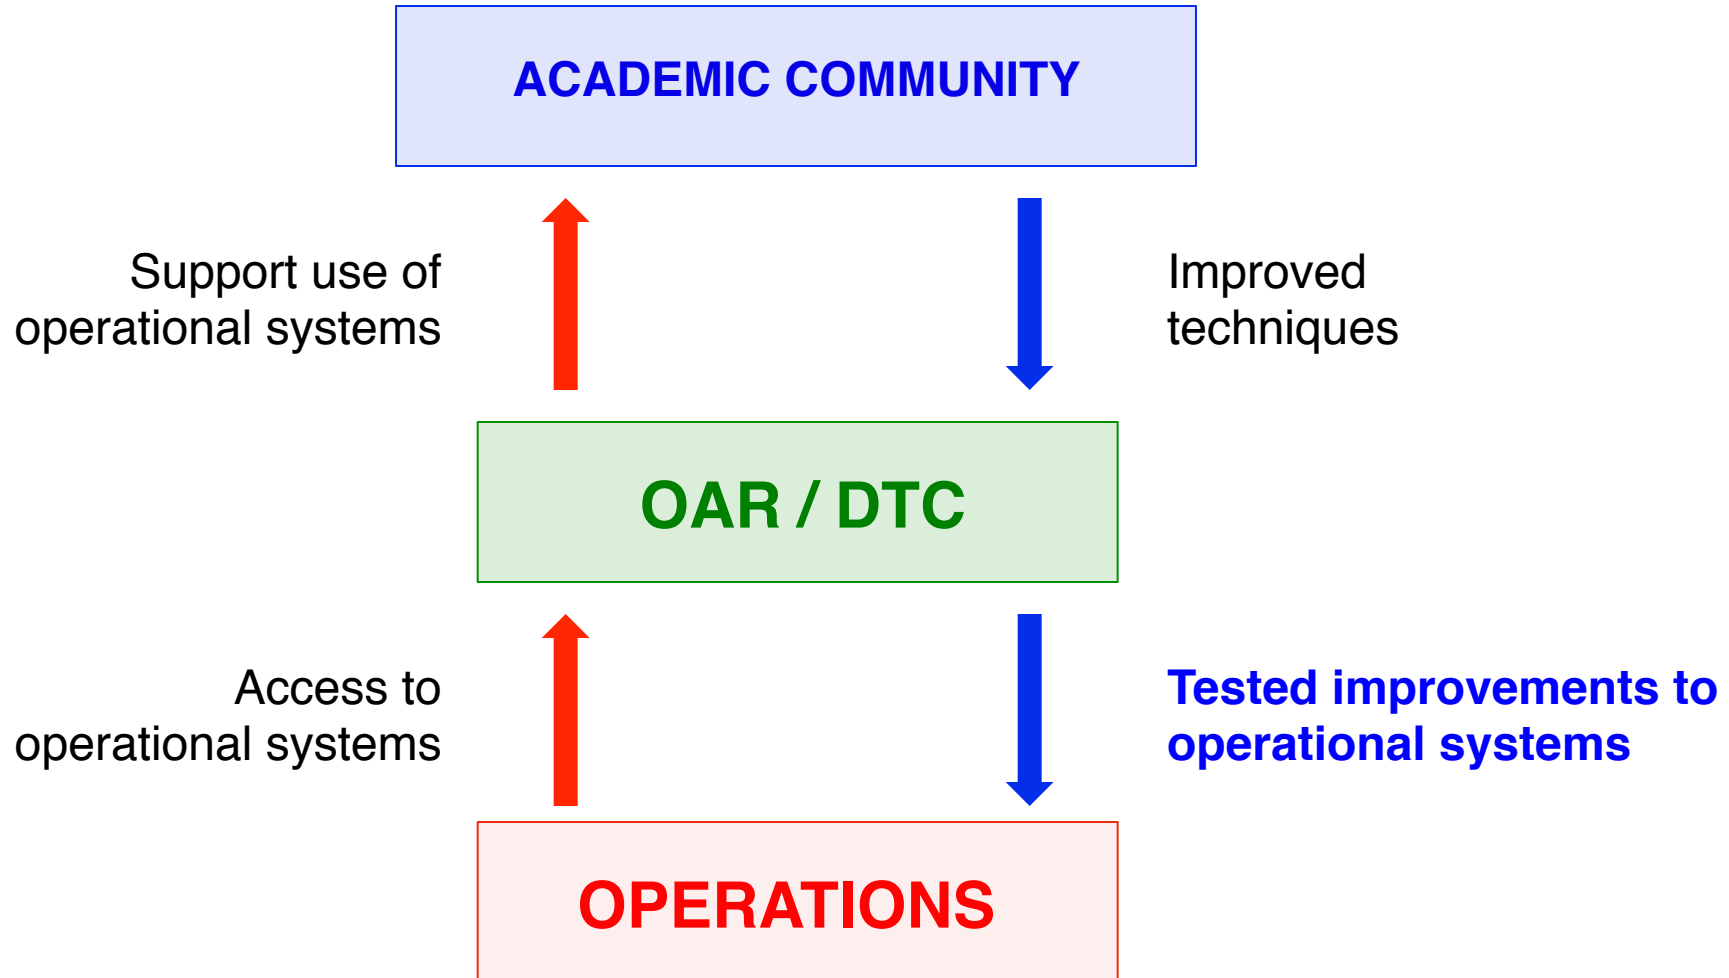 ACADEMIC COMMUNITY
Support use of
operational systems
Improved
techniques
OAR / DTC
Access to
operational systems
Tested improvements to
operational systems
OPERATIONS